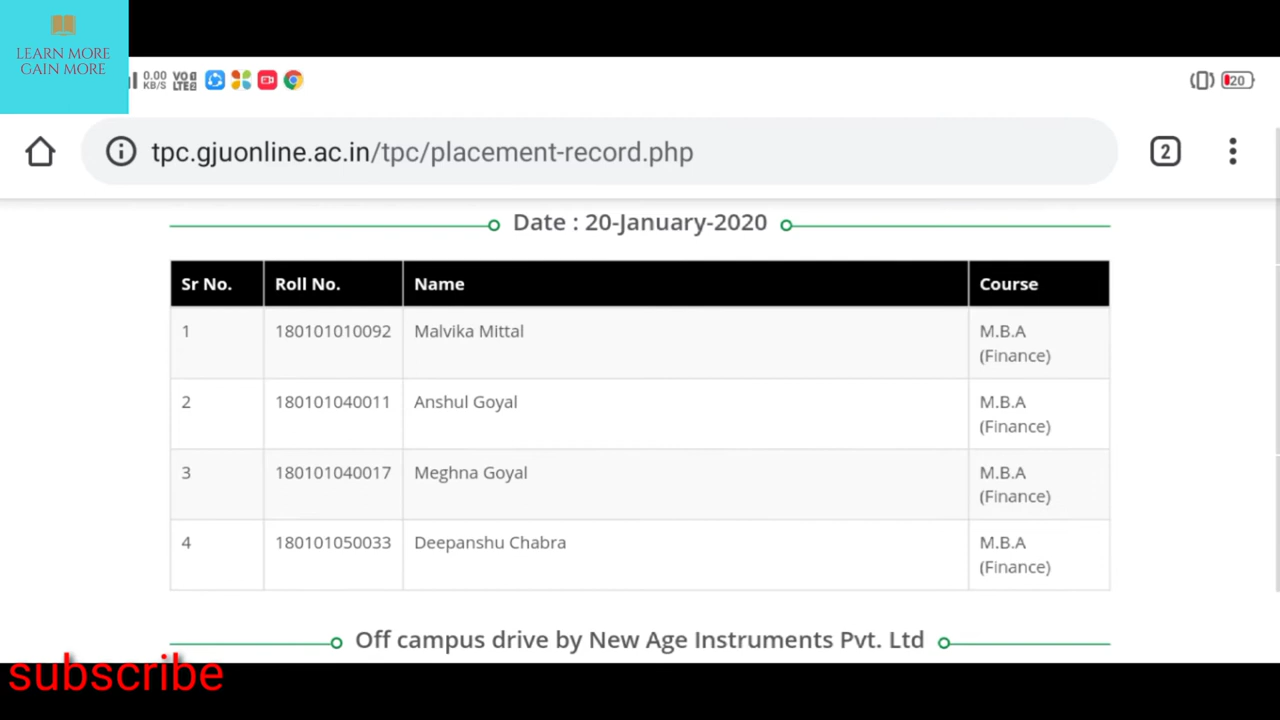 LEARN MORE
GAIN MORE
0.00
KB/S
VO
LTE2
20
tpc.gjuonline.ac.in/tpc/placement-record.php
2
Date : 20-January-2020
Sr No. Roll No. Name Course
1 180101010092 Malvika Mittal M.B.A
(Finance)
2 180101040011 Anshul Goyal M.B.A
(Finance)
3 180101040017 Meghna Goyal M.B.A
(Finance)
4 180101050033 Deepanshu Chabra M.B.A
(Finance)
Off campus drive by New Age Instruments Pvt. Ltd
subscribe